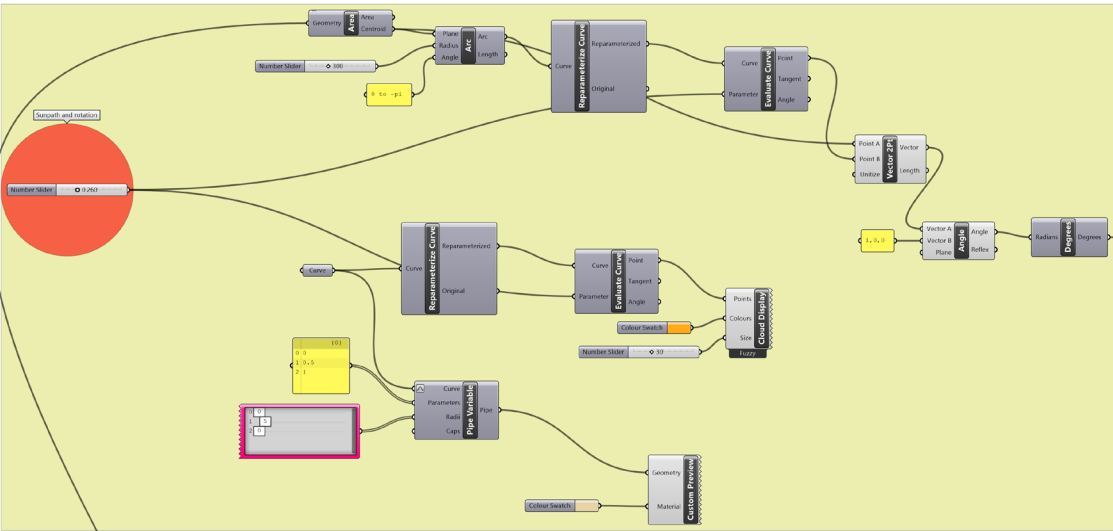 Geometry
Area
Area
Centroid
Plane
Radius
Angle
Arc
Arc
Length
Number Slider
300
0 to -pi
Curve
Reparameterize Curve
Reparameterized
Original
Curve
Parameter
Evaluate Curve
Point
Tangent
Angle
Sunpath and rotation
Number Slider
0.260
Point A
Point B
Unitize
Vector 2Pt
Vector
Length
1,0,0
Vector A
Vector B
Plane
Angle
Angle
Reflex
Radians
Degrees
Degrees
Curve
Curve
Reparameterize Curve
Reparameterized
Original
Curve
Parameter
Evaluate Curve
Point
Tangent
Angle
Colour Swatch
Number Slider
30
Points
Colours
Size
Cloud Display
Fuzzy
{0}
0 0
1 0.5
2 1
0 0
1 5
2 0
Curve
Parameters
Radii
Caps
Pipe Variable
Pipe
Colour Swatch
Geometry
Material
Custom Preview